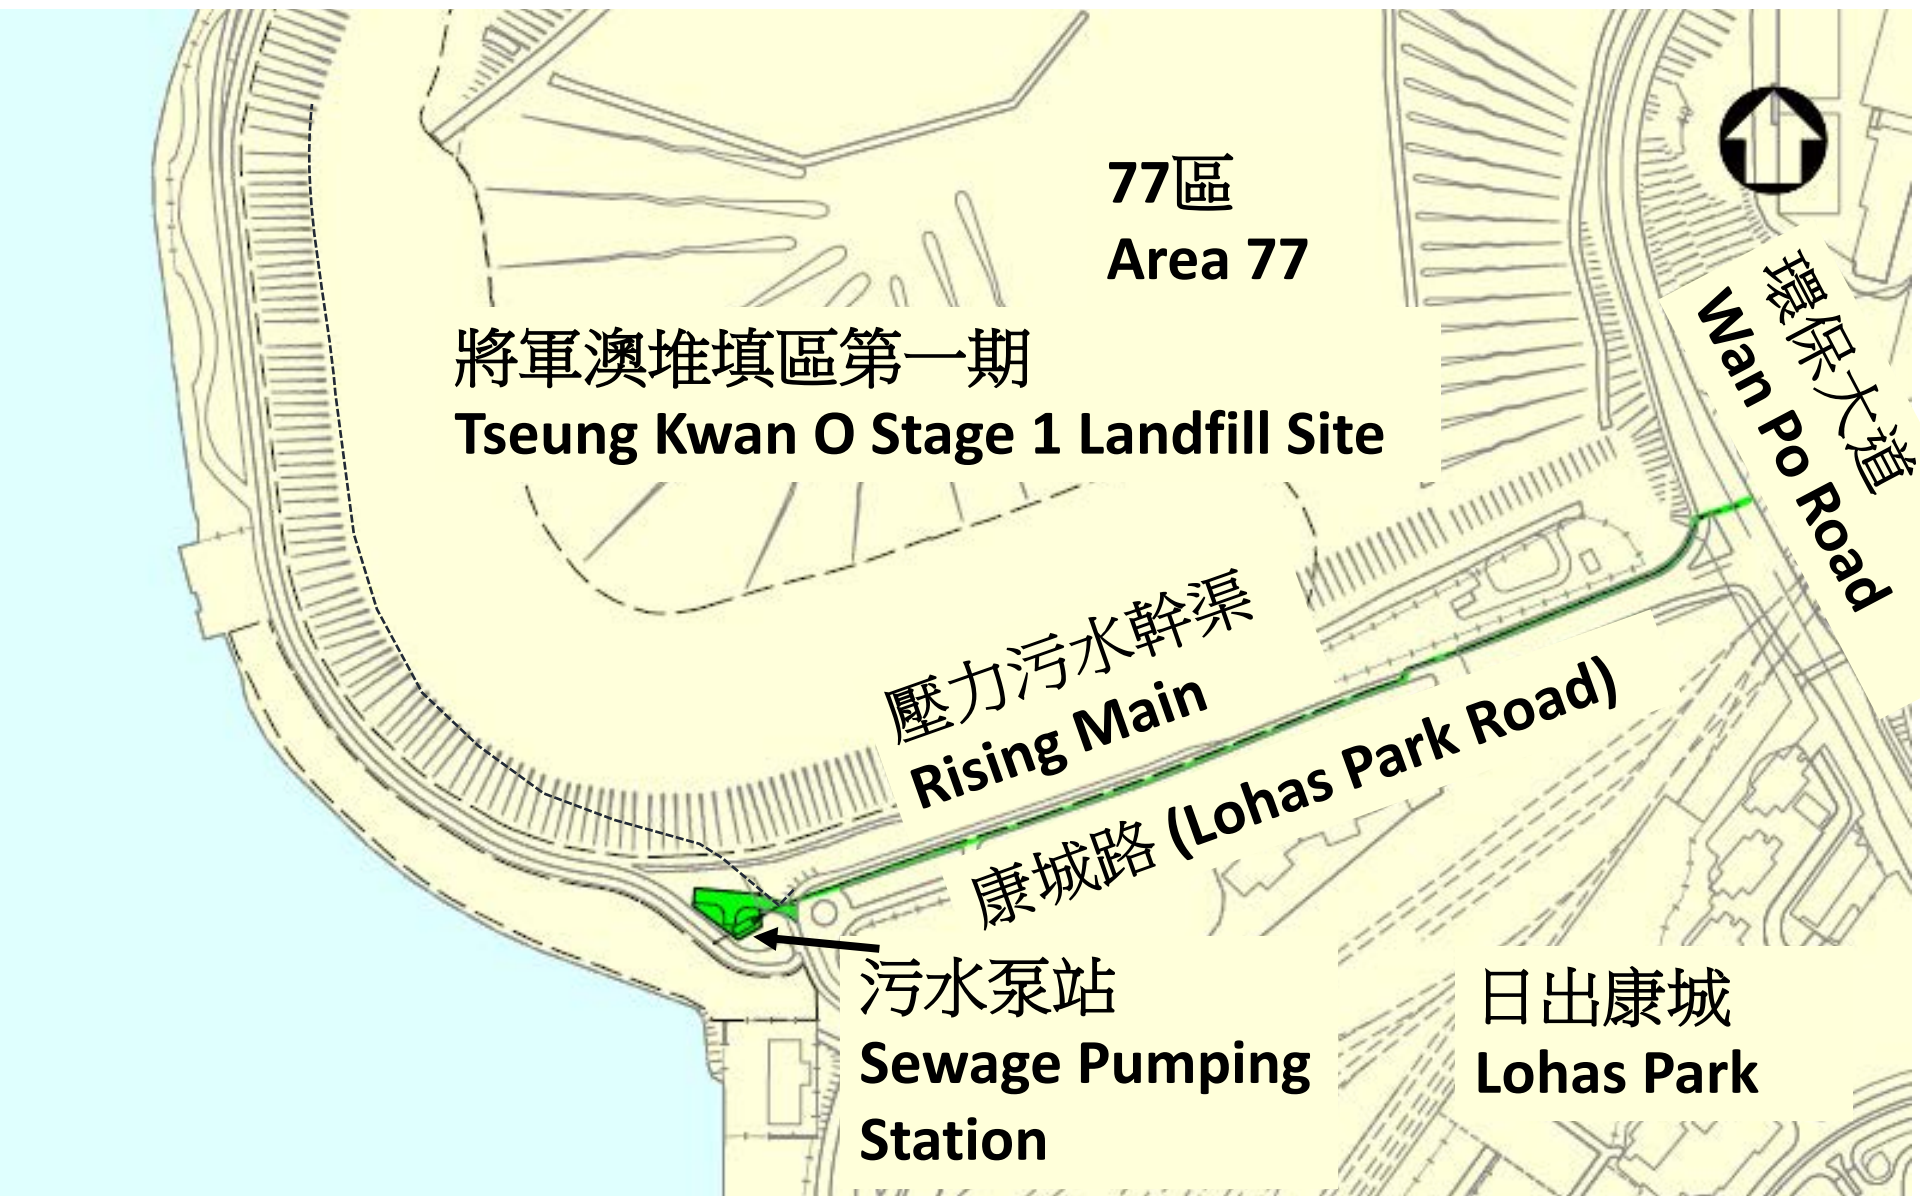 77區
Area 77
環保大道
Wan Po Road
將軍澳堆填區第一期
Tseung Kwan O Stage 1 Landfill Site
壓力污水幹渠
Rising Main
康城路 (Lohas Park Road)
污水泵站
Sewage Pumping
Station
日出康城
Lohas Park